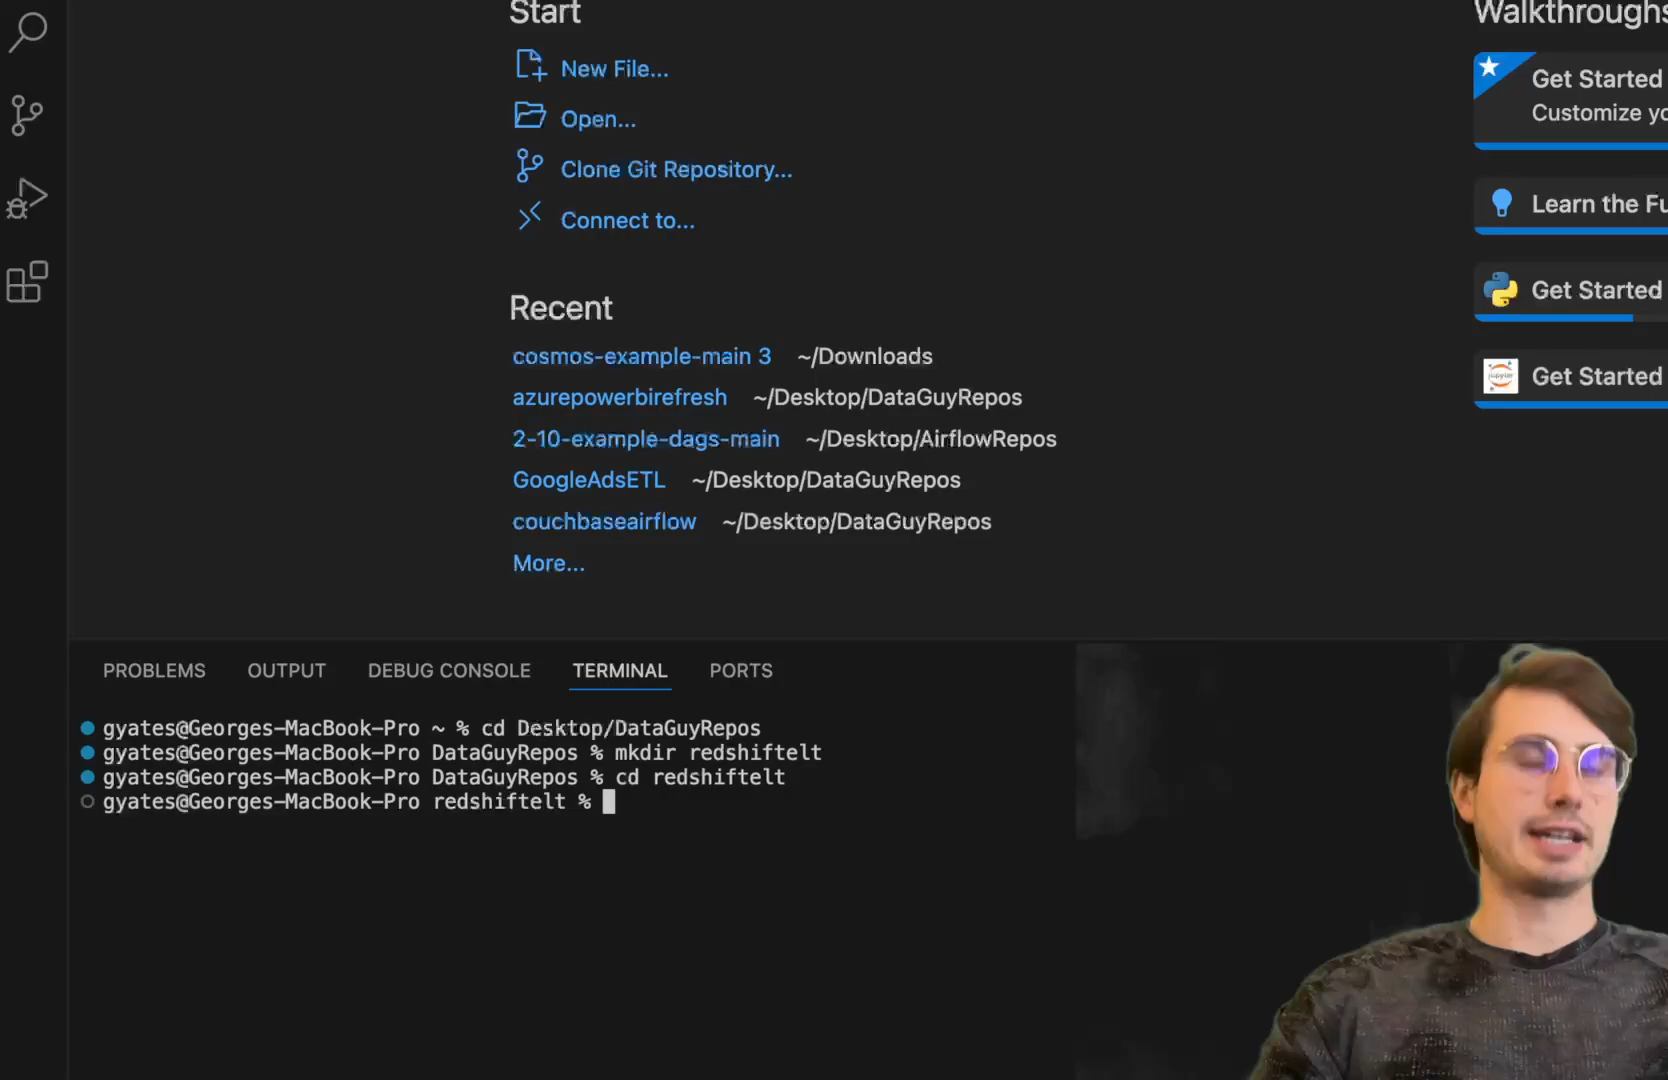 Start
Walkthroughs
New File...
Open...
Clone Git Repository...
Connect to...
Get Started
Customize yo
Learn the Fu
Get Started
Get Started
Recent
cosmos-example-main 3 ~/Downloads
azurepowerbirefresh ~/Desktop/DataGuyRepos
2-10-example-dags-main ~/Desktop/AirflowRepos
GoogleAdsETL ~/Desktop/DataGuyRepos
couchbaseairflow ~/Desktop/DataGuyRepos
More...
PROBLEMS OUTPUT DEBUG CONSOLE TERMINAL PORTS
gyates@Georges-MacBook-Pro ~ % cd Desktop/DataGuyRepos
gyates@Georges-MacBook-Pro DataGuyRepos % mkdir redshiftelt
gyates@Georges-MacBook-Pro DataGuyRepos % cd redshiftelt
gyates@Georges-MacBook-Pro redshiftelt %